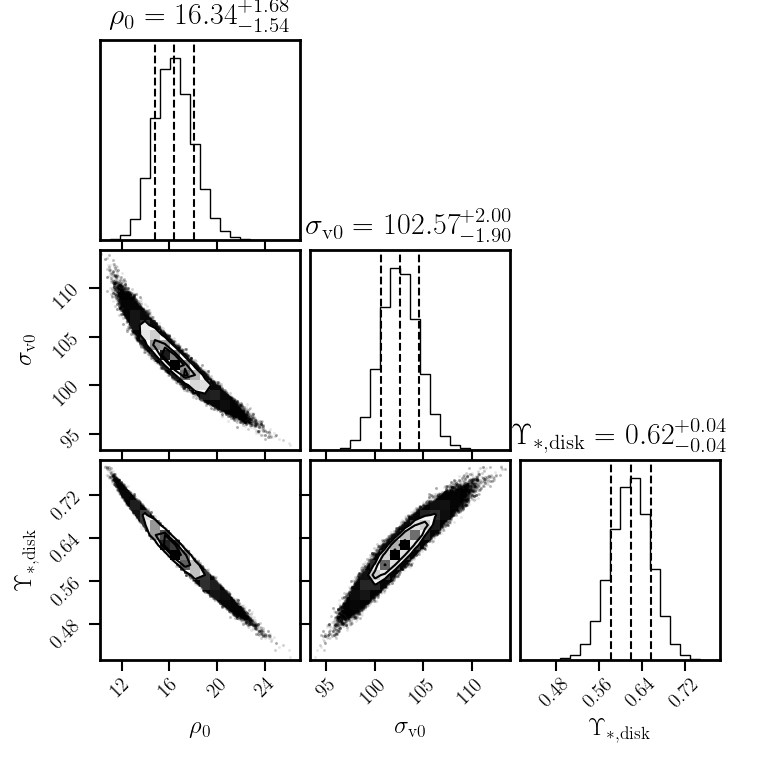 ρ₀ = 16.34⁺¹·⁶⁸₋₁.₅₄
σᵥ₀ = 102.57⁺²·⁰⁰₋₁.₉₀
110
105
100
95
σᵥ₀
ϒ∗,disk = 0.62⁺⁰·⁰⁴₋₀.₀₄
0.72
0.64
0.56
0.48
ϒ∗,disk
12 16 20 24 95 100 105 110 0.48 0.56 0.64 0.72
ρ₀ σᵥ₀ ϒ∗,disk